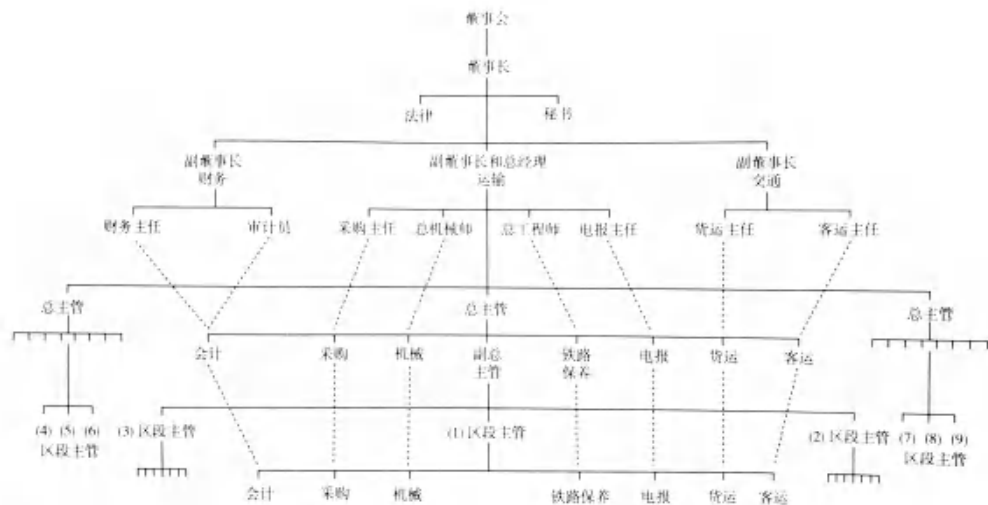 董事会
董事长
法律 秘书
副董事长 副董事长和总经理 副董事长
财务 运输 交通
财务主任 审计员 采购主任 总机械师 总工程师 电报主任 货运主任 客运主任
总主管 总主管 总主管
会计 采购 机械 副总 铁路 电报 货运 客运
主管 保养
(4) (5) (6) (3) 区段主管 (1) 区段主管 (2) 区段主管 (7) (8) (9)
区段主管 区段主管
会计 采购 机械 铁路保养 电报 货运 客运